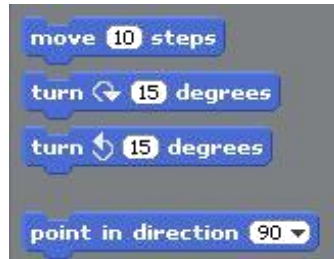 move 10 steps
turn 15 degrees
turn 15 degrees
point in direction 90